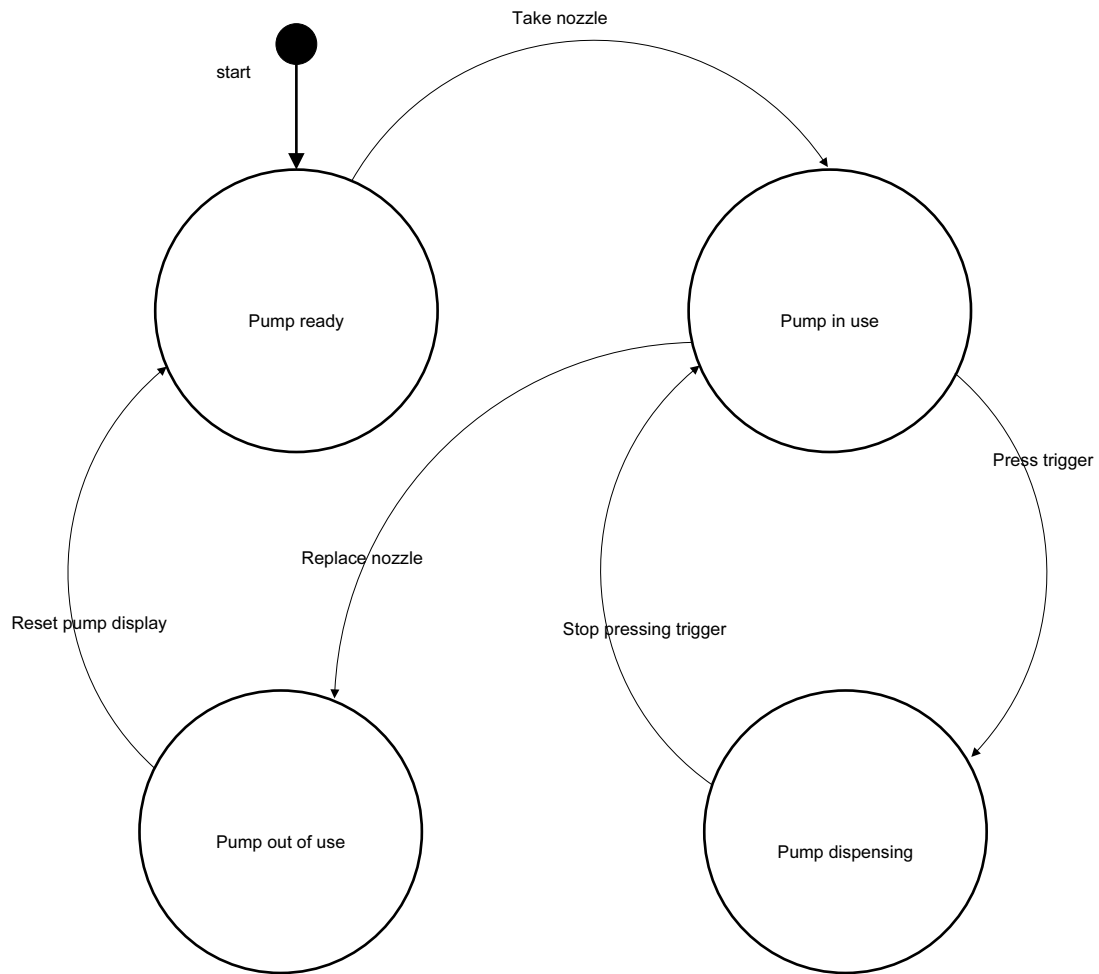 Take nozzle
start
Pump ready
Pump in use
Press trigger
Replace nozzle
Reset pump display
Stop pressing trigger
Pump out of use
Pump dispensing